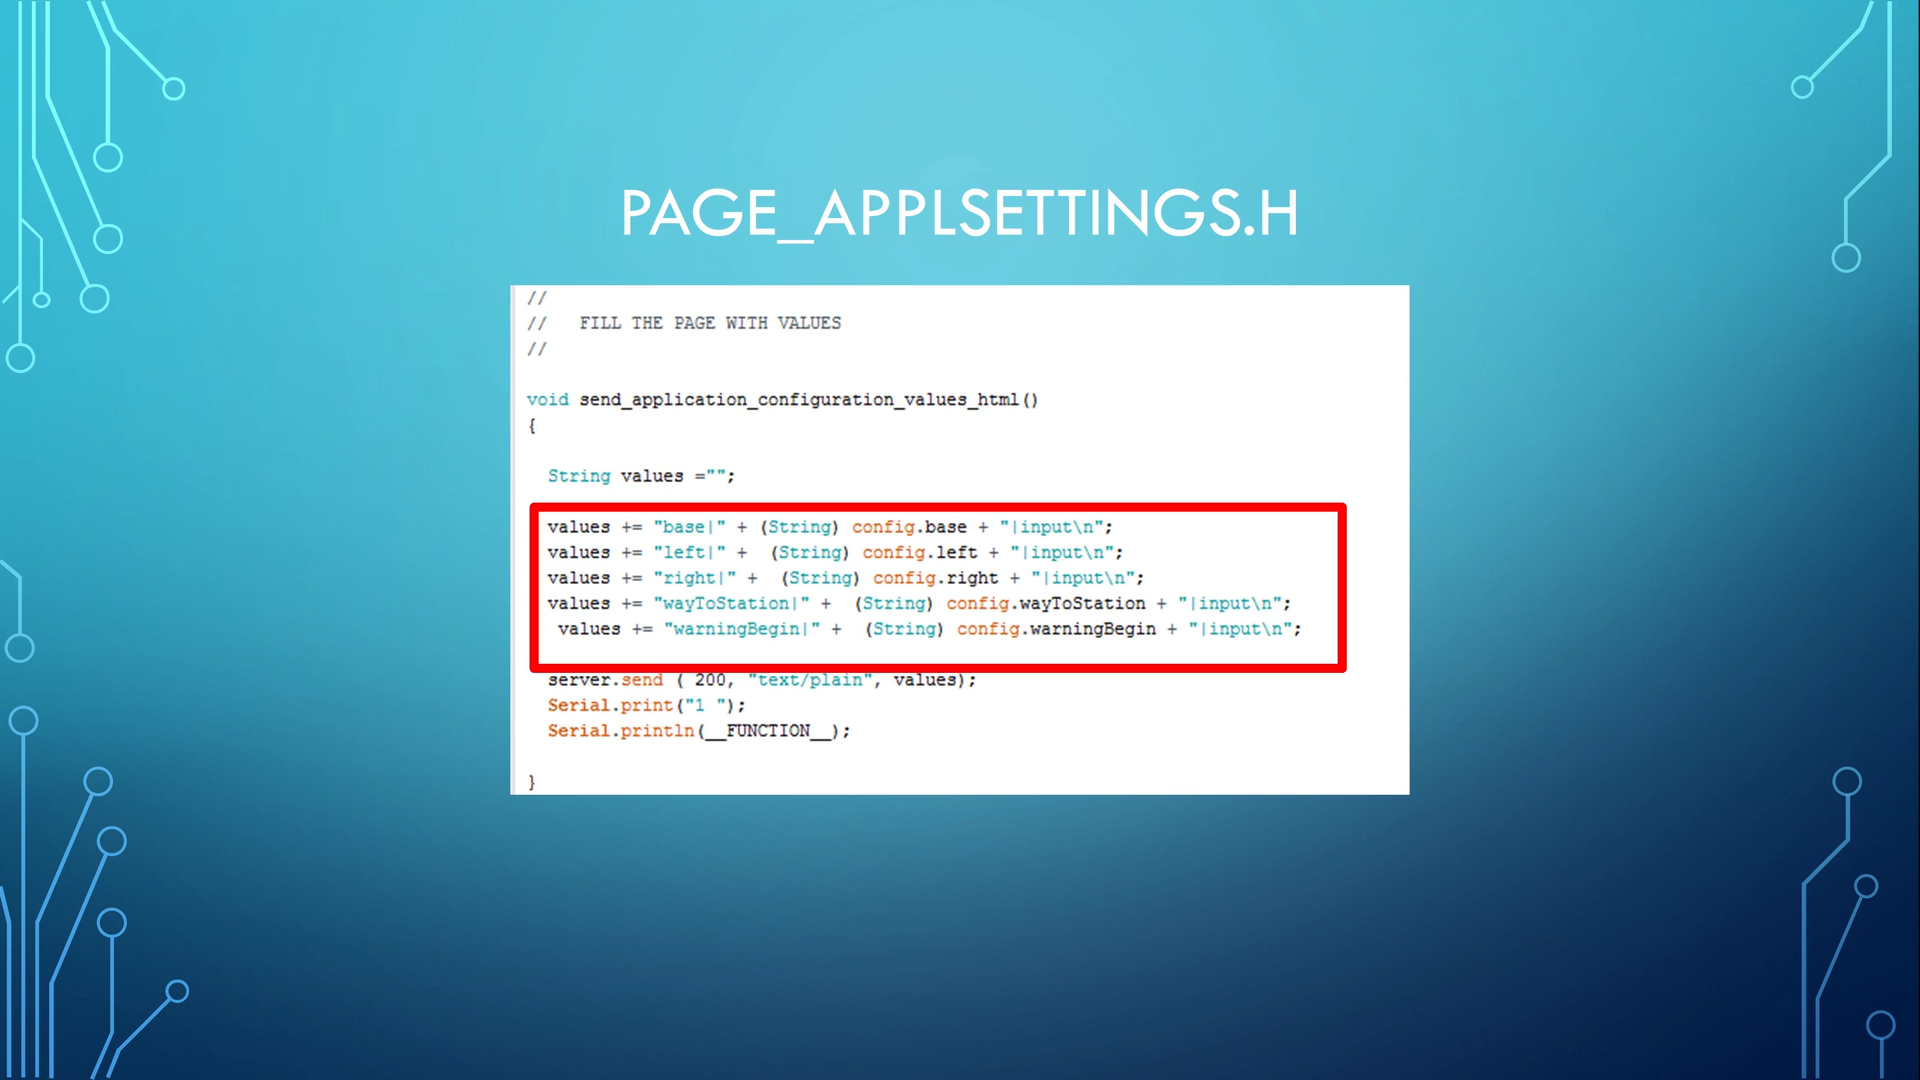 PAGE_APPLSETTINGS.H
//
//   FILL THE PAGE WITH VALUES
//
void send_application_configuration_values_html()
{
String values ="";
values += "base|" + (String) config.base + "|input\n";
values += "left|" +  (String) config.left + "|input\n";
values += "right|" +  (String) config.right + "|input\n";
values += "wayToStation|" +  (String) config.wayToStation + "|input\n";
values += "warningBegin|" +  (String) config.warningBegin + "|input\n";
server.send ( 200, "text/plain", values);
Serial.print("1 ");
Serial.println(__FUNCTION__);
}